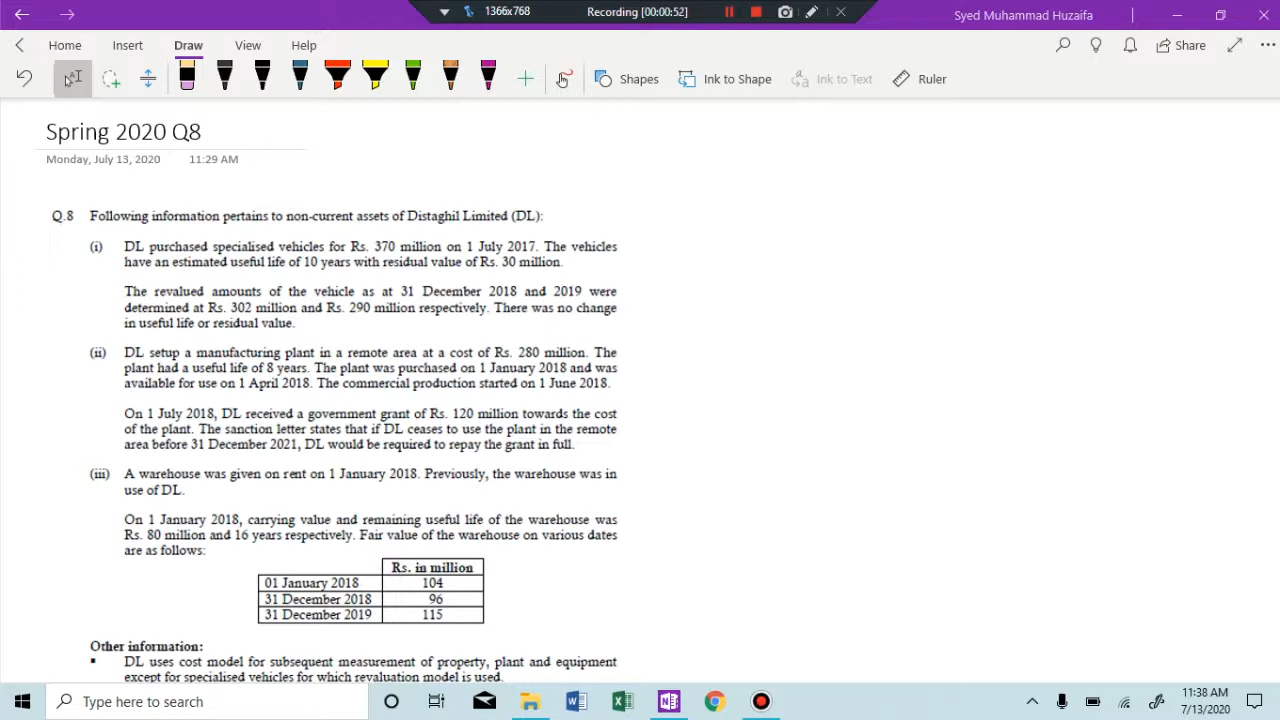 1366x768
Recording [00:00:52]
Syed Muhammad Huzaifa
Home Insert Draw View Help
Share
Shapes
Ink to Shape
Ink to Text
Ruler
Spring 2020 Q8
Monday, July 13, 2020 11:29 AM
Q.8 Following information pertains to non-current assets of Distaghil Limited (DL):
(i) DL purchased specialised vehicles for Rs. 370 million on 1 July 2017. The vehicles
have an estimated useful life of 10 years with residual value of Rs. 30 million.
The revalued amounts of the vehicle as at 31 December 2018 and 2019 were
determined at Rs. 302 million and Rs. 290 million respectively. There was no change
in useful life or residual value.
(ii) DL setup a manufacturing plant in a remote area at a cost of Rs. 280 million. The
plant had a useful life of 8 years. The plant was purchased on 1 January 2018 and was
available for use on 1 April 2018. The commercial production started on 1 June 2018.
On 1 July 2018, DL received a government grant of Rs. 120 million towards the cost
of the plant. The sanction letter states that if DL ceases to use the plant in the remote
area before 31 December 2021, DL would be required to repay the grant in full.
(iii) A warehouse was given on rent on 1 January 2018. Previously, the warehouse was in
use of DL.
On 1 January 2018, carrying value and remaining useful life of the warehouse was
Rs. 80 million and 16 years respectively. Fair value of the warehouse on various dates
are as follows:
Rs. in million
01 January 2018 104
31 December 2018 96
31 December 2019 115
Other information:
▪ DL uses cost model for subsequent measurement of property, plant and equipment
except for specialised vehicles for which revaluation model is used.
Type here to search
11:38 AM
7/13/2020